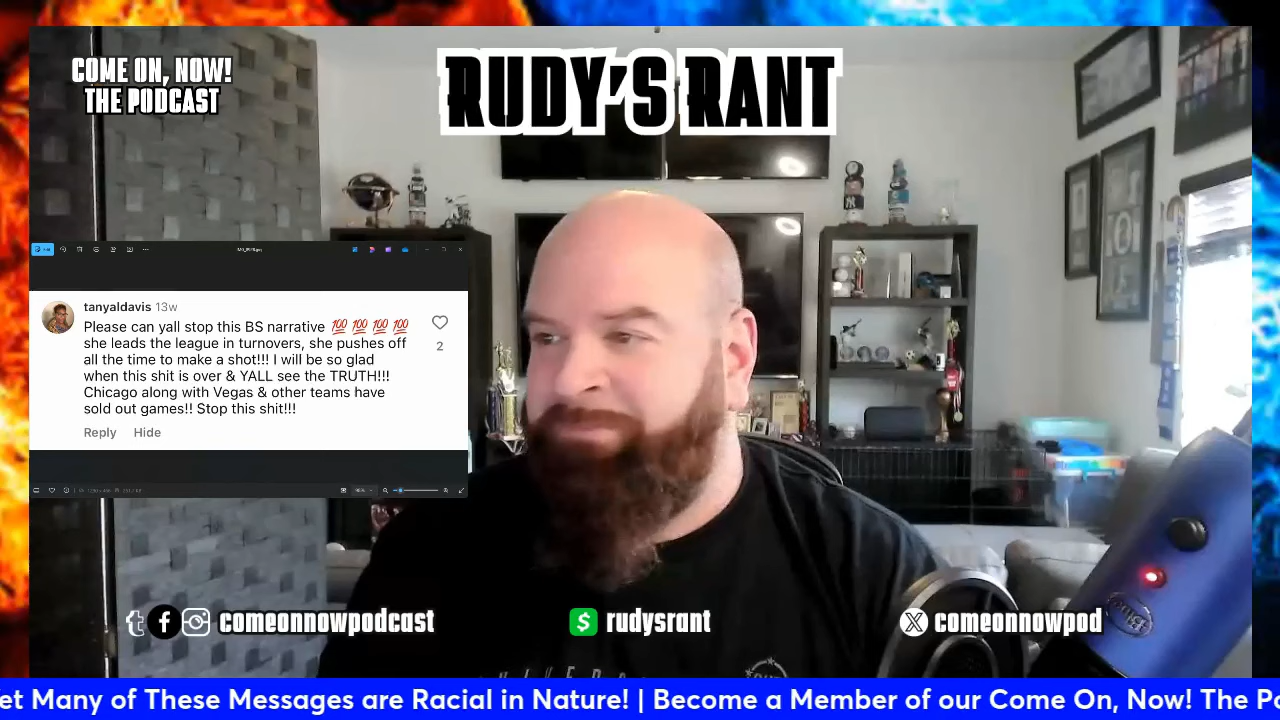 COME ON, NOW!
THE PODCAST
RUDY'S RANT
tanyaldavis 13w
Please can yall stop this BS narrative 💯 💯 💯 💯
she leads the league in turnovers, she pushes off
all the time to make a shot!!! I will be so glad
when this shit is over & YALL see the TRUTH!!!
Chicago along with Vegas & other teams have
sold out games!! Stop this shit!!!
2
Reply Hide
comeonnowpodcast
rudysrant
comeonnowpod
Blue
et Many of These Messages are Racial in Nature! | Become a Member of our Come On, Now! The Po